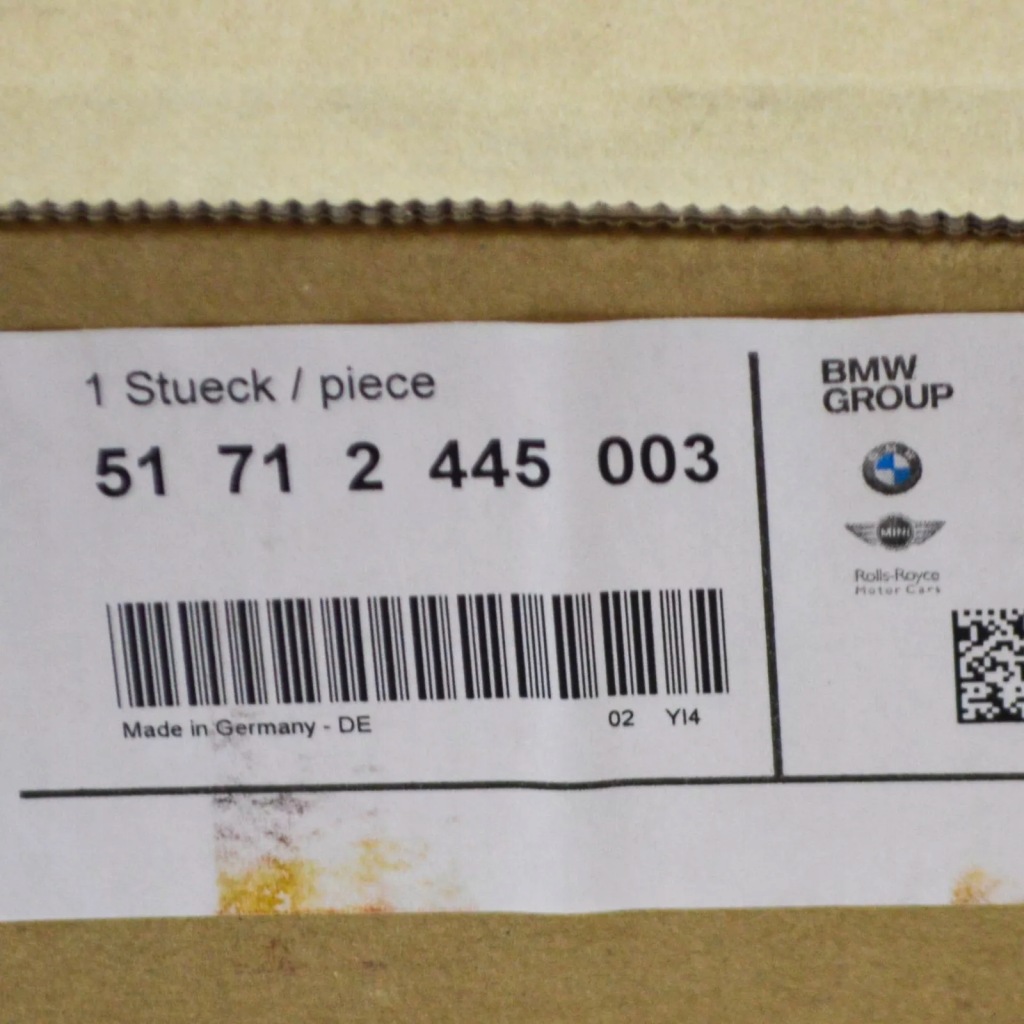 1 Stueck / piece
51 71 2 445 003
Made in Germany - DE
02 YI4
BMW
GROUP
MINI
Rolls-Royce
Motor Cars